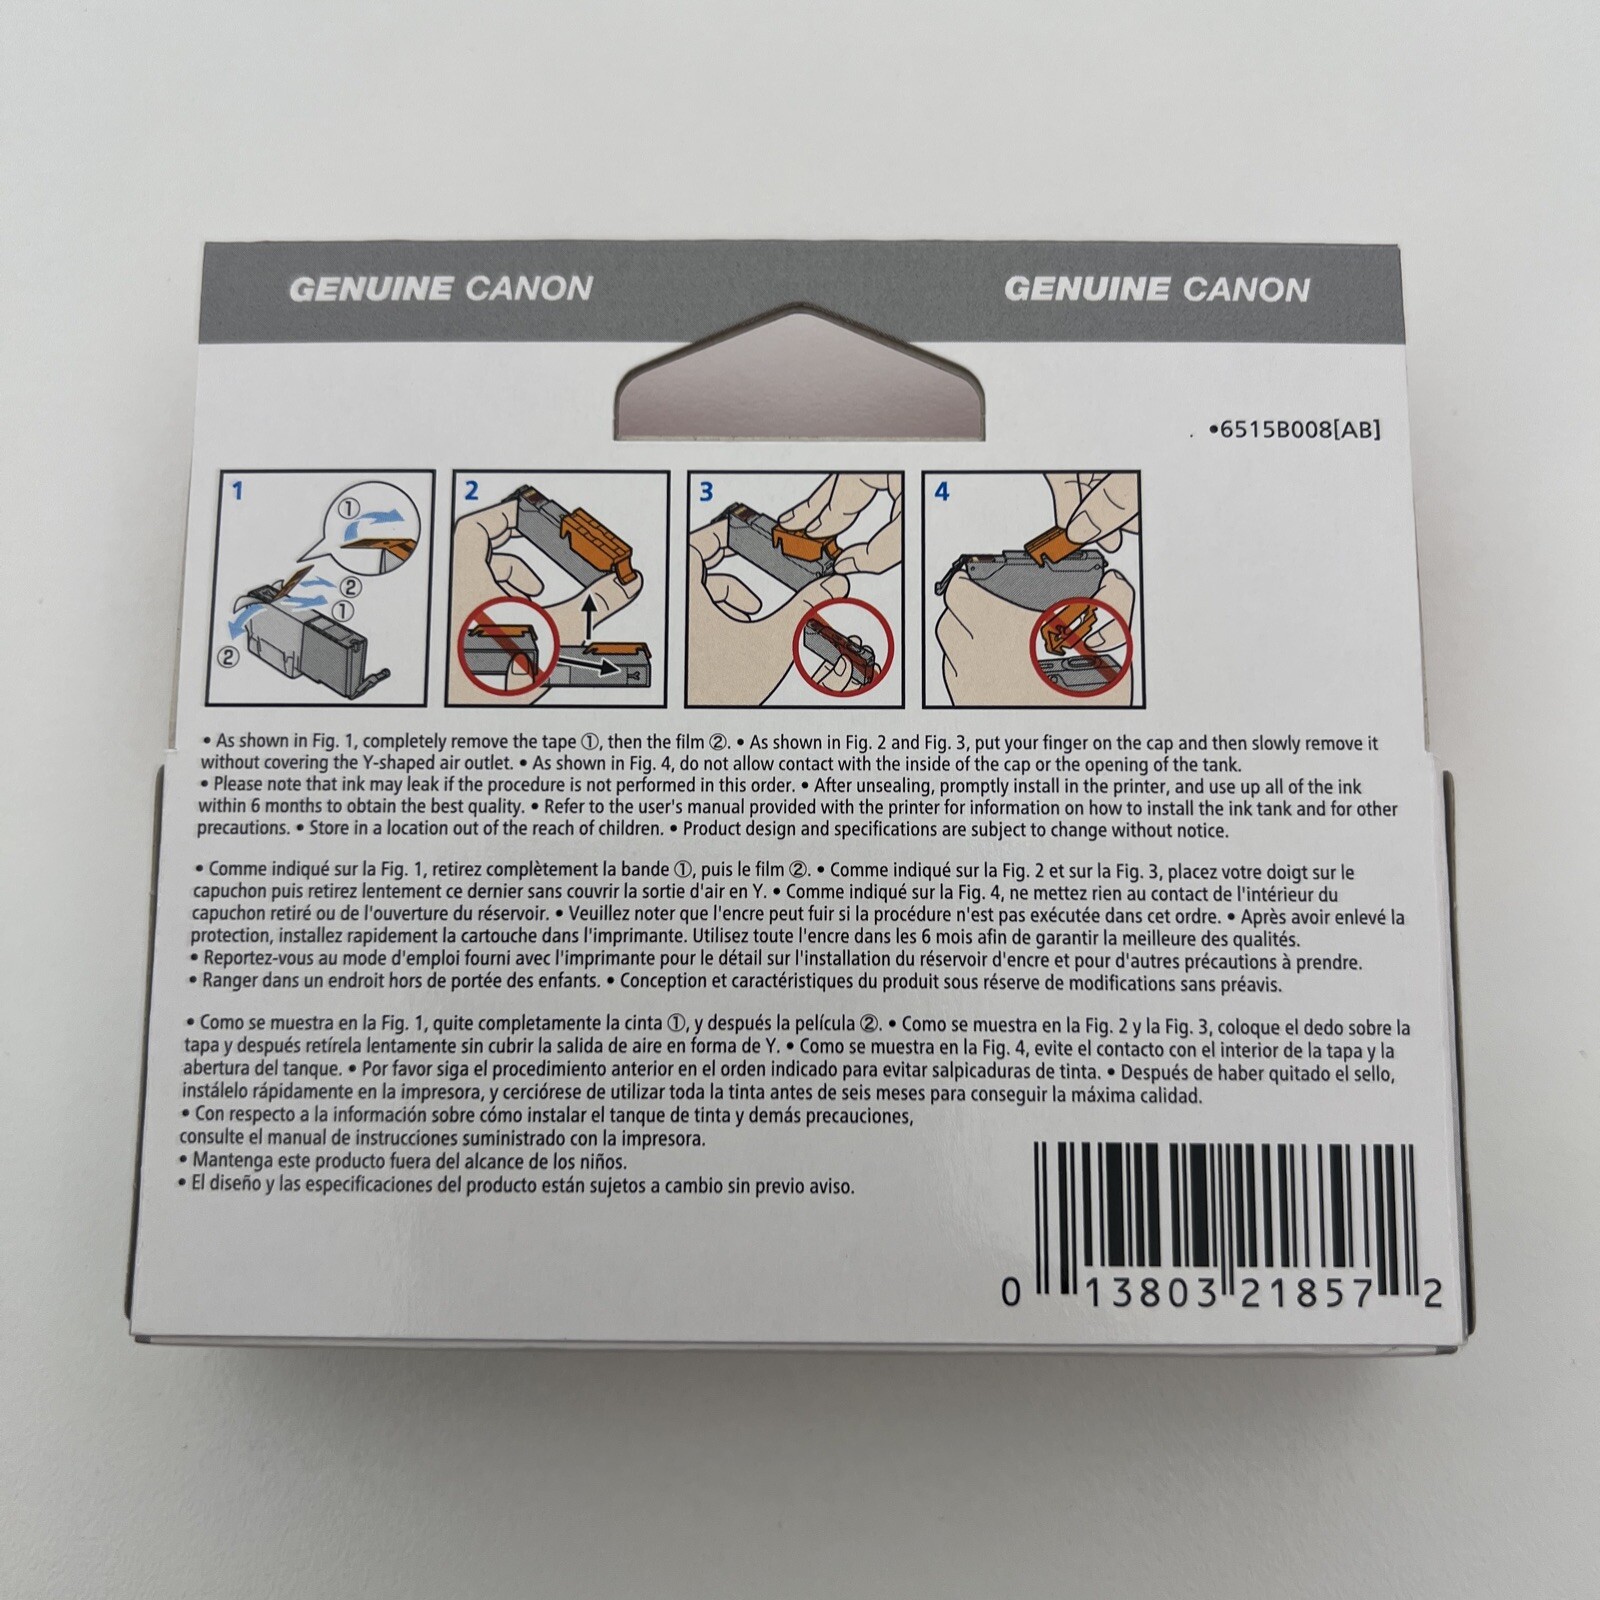 GENUINE CANON
GENUINE CANON
•6515B008[AB]
1
①
②
①
②
2
3
4
• As shown in Fig. 1, completely remove the tape ①, then the film ②. • As shown in Fig. 2 and Fig. 3, put your finger on the cap and then slowly remove it
without covering the Y-shaped air outlet. • As shown in Fig. 4, do not allow contact with the inside of the cap or the opening of the tank.
• Please note that ink may leak if the procedure is not performed in this order. • After unsealing, promptly install in the printer, and use up all of the ink
within 6 months to obtain the best quality. • Refer to the user's manual provided with the printer for information on how to install the ink tank and for other
precautions. • Store in a location out of the reach of children. • Product design and specifications are subject to change without notice.
• Comme indiqué sur la Fig. 1, retirez complètement la bande ①, puis le film ②. • Comme indiqué sur la Fig. 2 et sur la Fig. 3, placez votre doigt sur le
capuchon puis retirez lentement ce dernier sans couvrir la sortie d'air en Y. • Comme indiqué sur la Fig. 4, ne mettez rien au contact de l'intérieur du
capuchon retiré ou de l'ouverture du réservoir. • Veuillez noter que l'encre peut fuir si la procédure n'est pas exécutée dans cet ordre. • Après avoir enlevé la
protection, installez rapidement la cartouche dans l'imprimante. Utilisez toute l'encre dans les 6 mois afin de garantir la meilleure des qualités.
• Reportez-vous au mode d'emploi fourni avec l'imprimante pour le détail sur l'installation du réservoir d'encre et pour d'autres précautions à prendre.
• Ranger dans un endroit hors de portée des enfants. • Conception et caractéristiques du produit sous réserve de modifications sans préavis.
• Como se muestra en la Fig. 1, quite completamente la cinta ①, y después la película ②. • Como se muestra en la Fig. 2 y la Fig. 3, coloque el dedo sobre la
tapa y después retírela lentamente sin cubrir la salida de aire en forma de Y. • Como se muestra en la Fig. 4, evite el contacto con el interior de la tapa y la
abertura del tanque. • Por favor siga el procedimiento anterior en el orden indicado para evitar salpicaduras de tinta. • Después de haber quitado el sello,
instálelo rápidamente en la impresora, y cerciórese de utilizar toda la tinta antes de seis meses para conseguir la máxima calidad.
• Con respecto a la información sobre cómo instalar el tanque de tinta y demás precauciones,
consulte el manual de instrucciones suministrado con la impresora.
• Mantenga este producto fuera del alcance de los niños.
• El diseño y las especificaciones del producto están sujetos a cambio sin previo aviso.
0 13803 21857 2